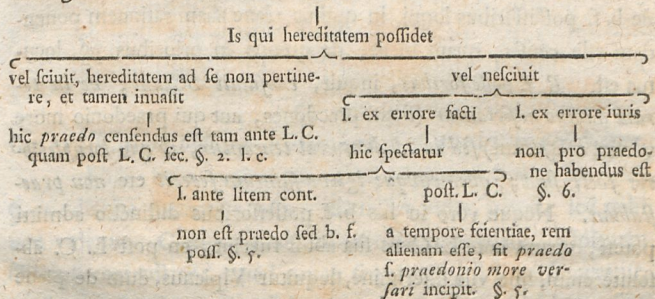 Is qui hereditatem poſſidet
vel ſciuit, hereditatem ad ſe non pertine-
re, et tamen inuaſit
hic praedo cenſendus eſt tam ante L. C.
quam poſt L. C. ſec. §. 2. l. c.
vel neſciuit
ſ. ex errore facti
ſ. ex errore iuris
hic ſpectatur
non pro praedo-
ne habendus eſt
§. 6.
ſ. ante litem cont.
non eſt praedo ſed b. f.
poſſ. §. 5.
poſt. L. C.
a tempore ſcientiae, rem
alienam eſſe, fit praedo
ſ. praedonio more ver-
ſari incipit. §. 5.